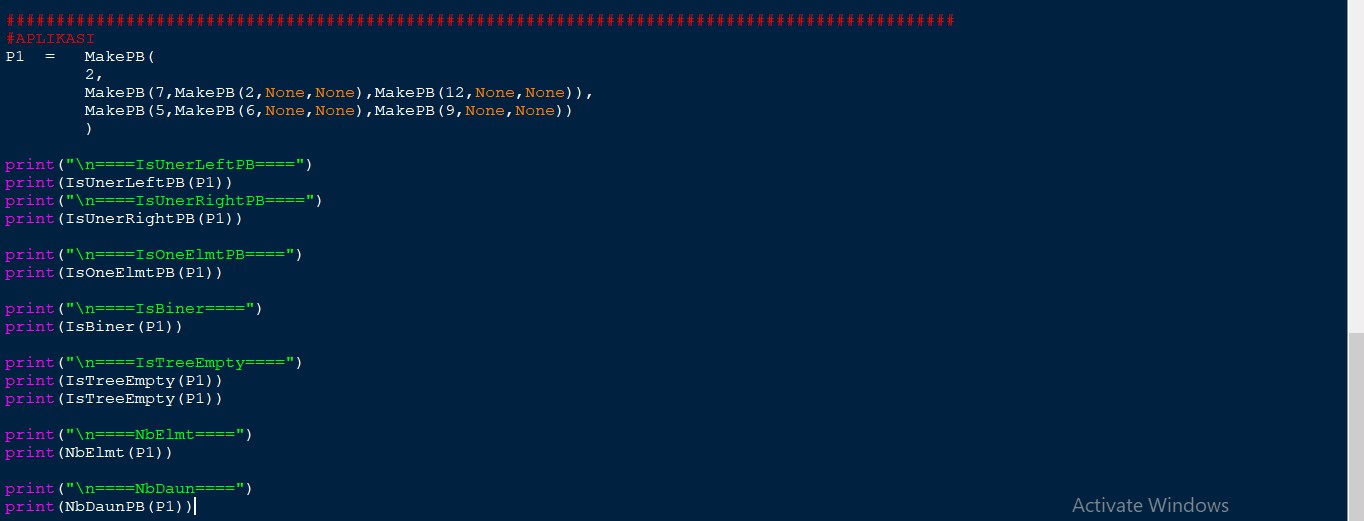 ###############################################################################################
#APLIKASI
P1  =   MakePB(
        2,
        MakePB(7,MakePB(2,None,None),MakePB(12,None,None)),
        MakePB(5,MakePB(6,None,None),MakePB(9,None,None))
        )
print("\n====IsUnerLeftPB====")
print(IsUnerLeftPB(P1))
print("\n====IsUnerRightPB====")
print(IsUnerRightPB(P1))
print("\n====IsOneElmtPB====")
print(IsOneElmtPB(P1))
print("\n====IsBiner====")
print(IsBiner(P1))
print("\n====IsTreeEmpty====")
print(IsTreeEmpty(P1))
print(IsTreeEmpty(P1))
print("\n====NbElmt====")
print(NbElmt(P1))
print("\n====NbDaun====")
print(NbDaunPB(P1))
Activate Windows